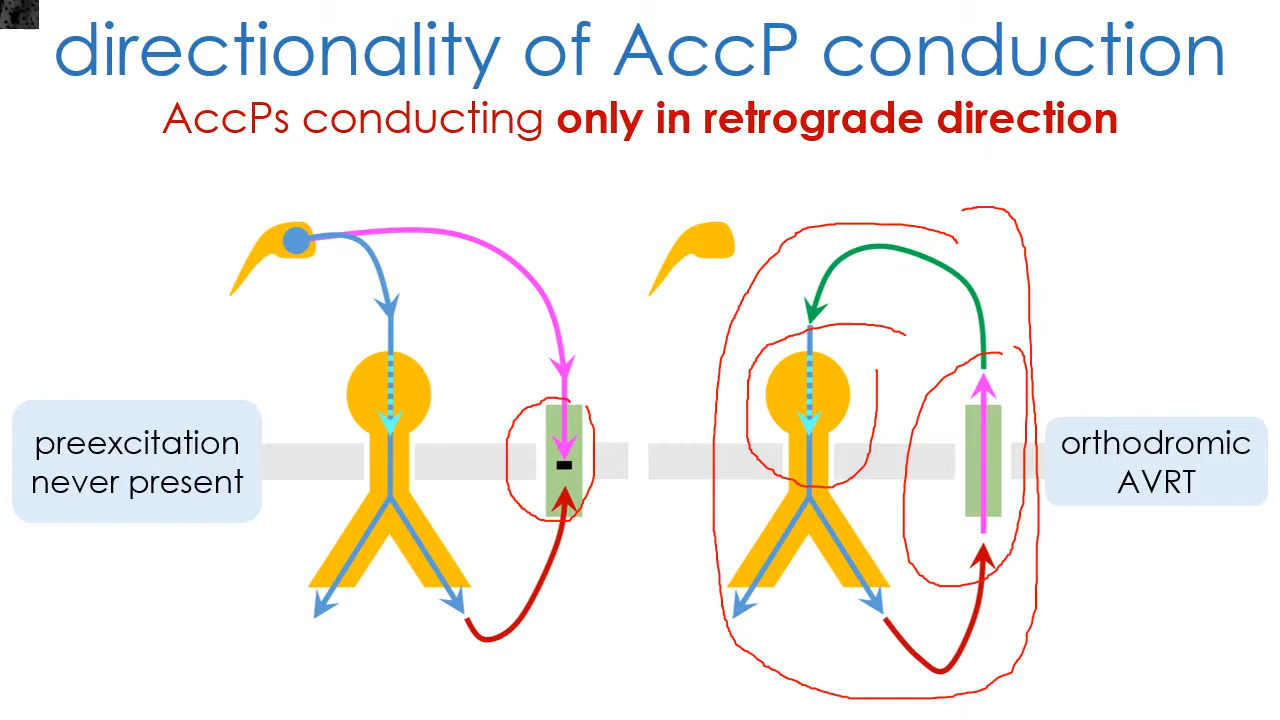 directionality of AccP conduction
AccPs conducting only in retrograde direction
preexcitation
never present
orthodromic
AVRT